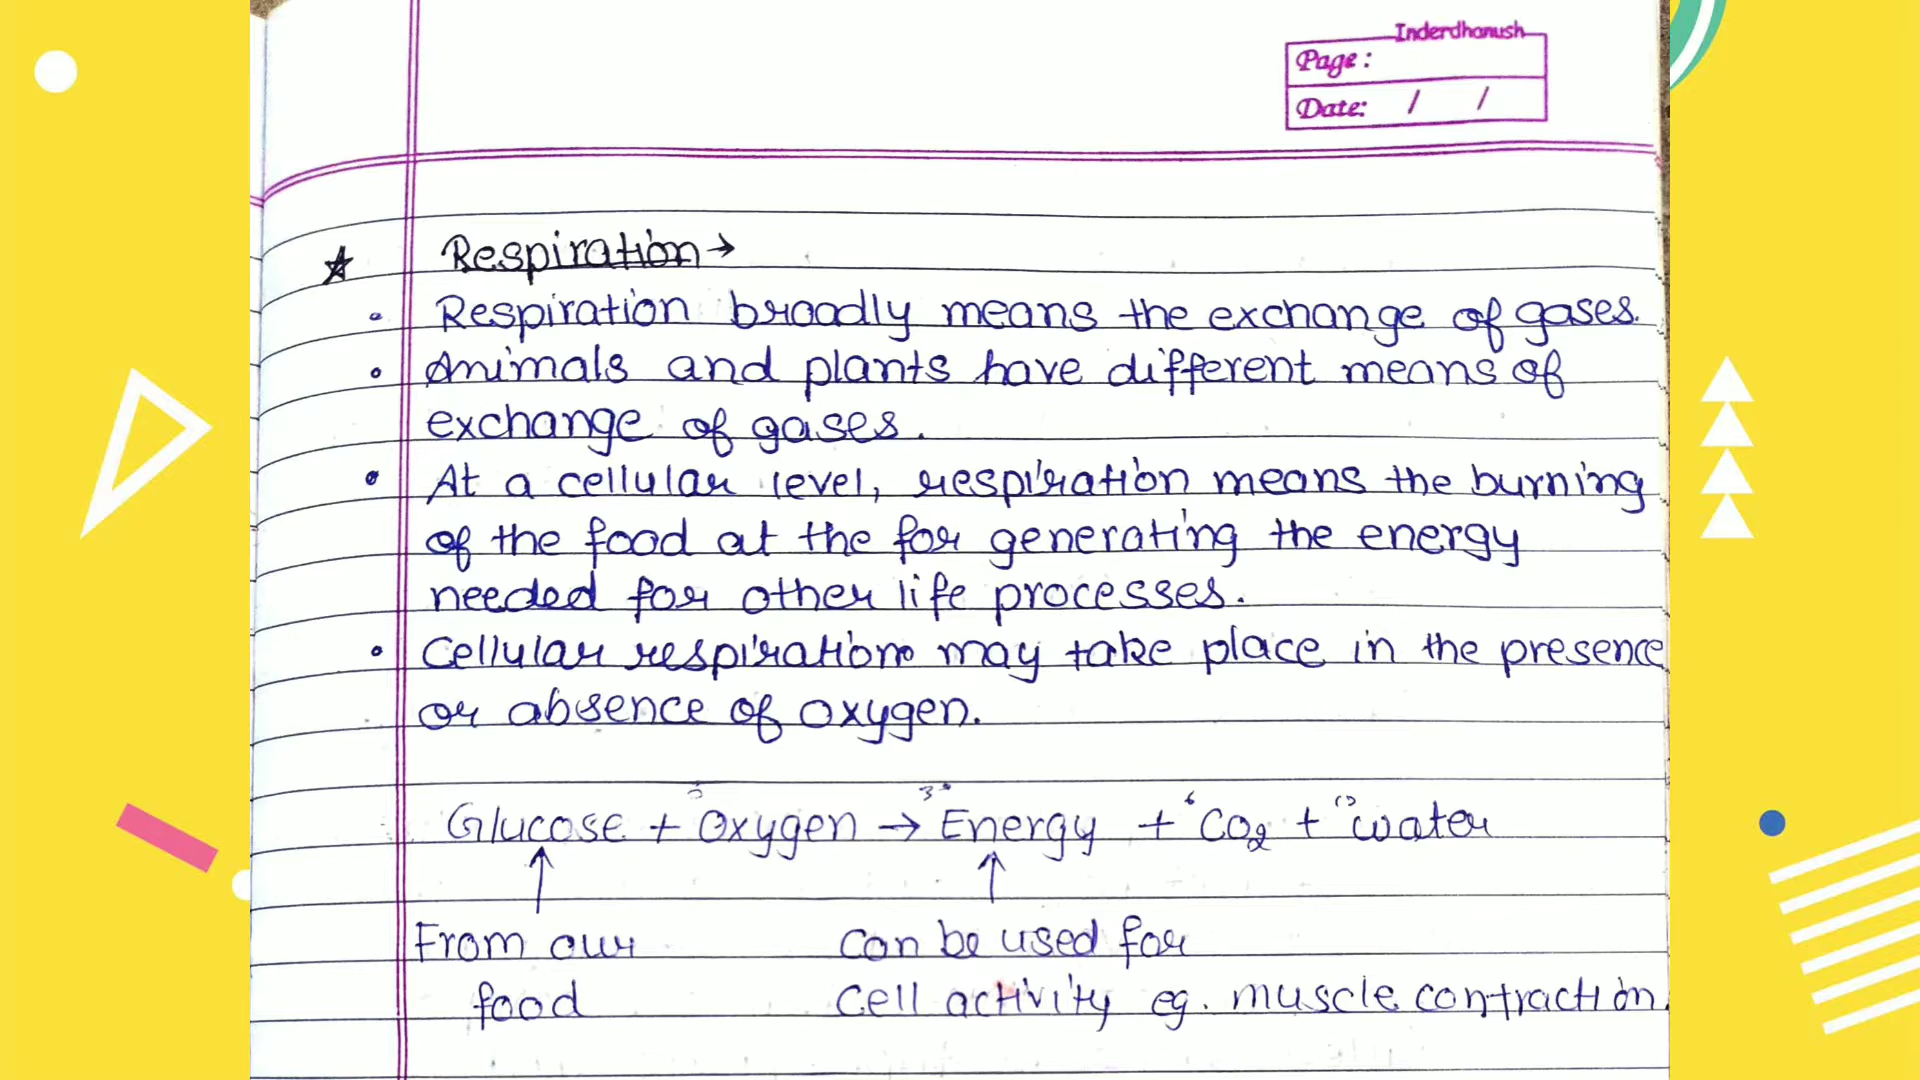 Inderdhanush
Page:
Date: / /
★ Respiration→
• Respiration broadly means the exchange of gases.
• Animals and plants have different means of
exchange of gases.
• At a cellular level, respiration means the burning
of the food at the for generating the energy
needed for other life processes.
• Cellular respiration may take place in the presence
or absence of oxygen.
Glucose + Oxygen → Energy + CO₂ + water
From our can be used for
food cell activity eg. muscle contraction.